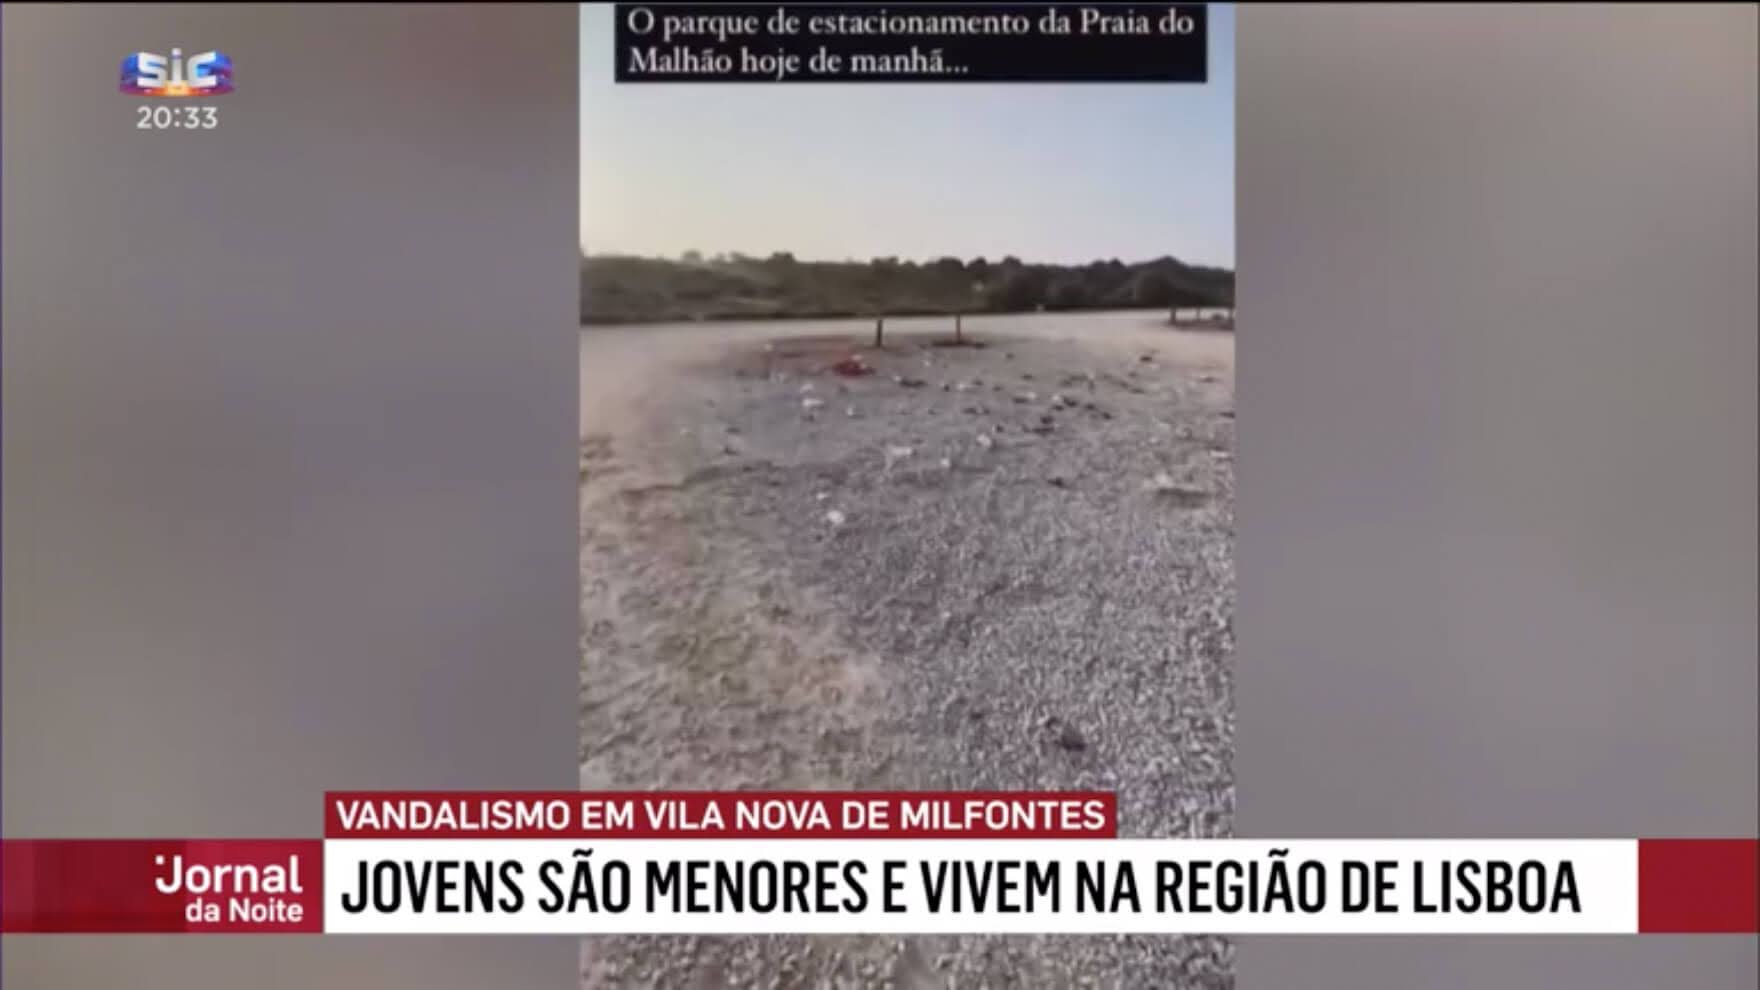 O parque de estacionamento da Praia do
Malhão hoje de manhã...
SIC
20:33
VANDALISMO EM VILA NOVA DE MILFONTES
Jornal
da Noite
JOVENS SÃO MENORES E VIVEM NA REGIÃO DE LISBOA